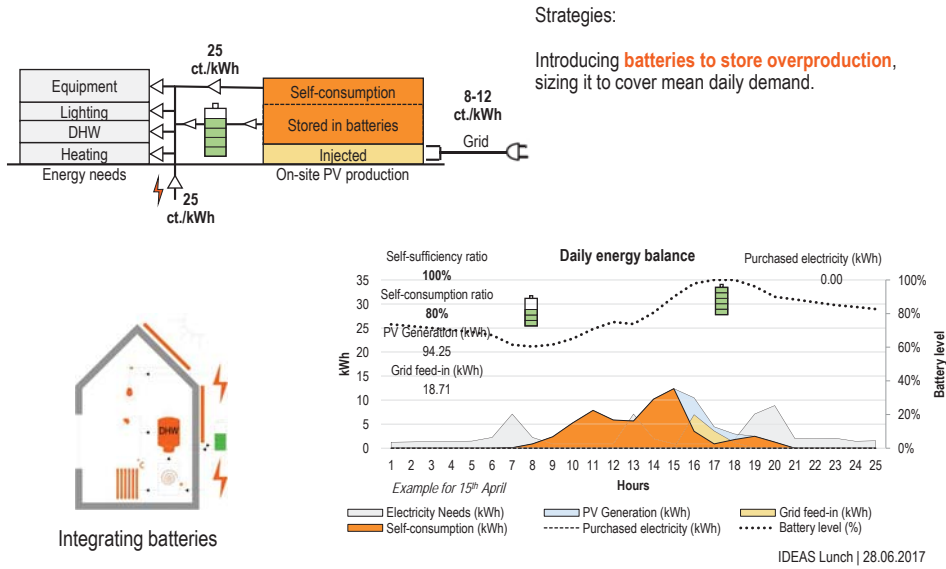 Strategies:
Introducing batteries to store overproduction,
sizing it to cover mean daily demand.
25
ct./kWh
Equipment
Lighting
DHW
Heating
Energy needs
Self-consumption
Stored in batteries
Injected
On-site PV production
8-12
ct./kWh
Grid
25
ct./kWh
DHW
°C
Integrating batteries
Daily energy balance
Self-sufficiency ratio
100%
Self-consumption ratio
80%
PV Generation (kWh)
94.25
Grid feed-in (kWh)
18.71
Purchased electricity (kWh)
0.00
kWh
35
30
25
20
15
10
5
0
100%
80%
60%
40%
20%
0%
Battery level
1 2 3 4 5 6 7 8 9 10 11 12 13 14 15 16 17 18 19 20 21 22 23 24 25
Example for 15th April
Hours
Electricity Needs (kWh) PV Generation (kWh) Grid feed-in (kWh)
Self-consumption (kWh) Purchased electricity (kWh) Battery level (%)
IDEAS Lunch | 28.06.2017